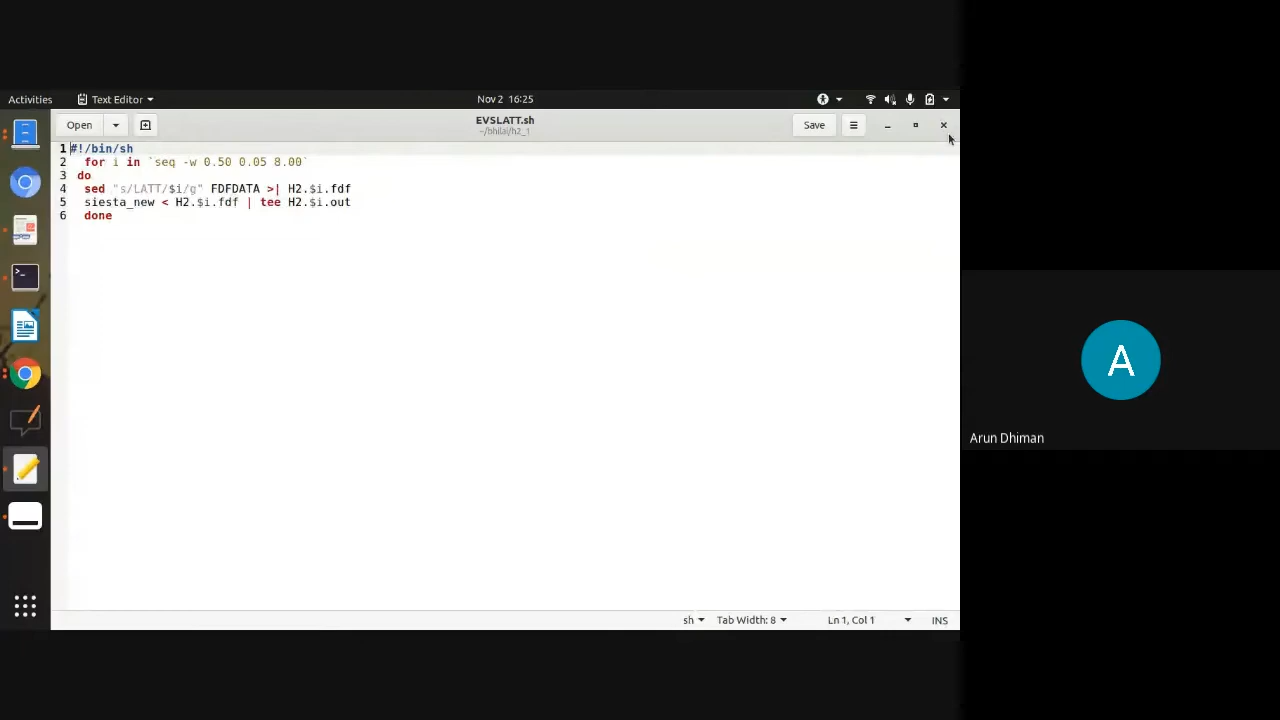 Activities Text Editor Nov 2 16:25
Open EVSLATT.sh Save
~/bhilai/h2_1
1 #!/bin/sh
2 for i in `seq -w 0.50 0.05 8.00`
3 do
4 sed "s/LATT/$i/g" FDFDATA >| H2.$i.fdf
5 siesta_new < H2.$i.fdf | tee H2.$i.out
6 done
A
Arun Dhiman
sh Tab Width: 8 Ln 1, Col 1 INS